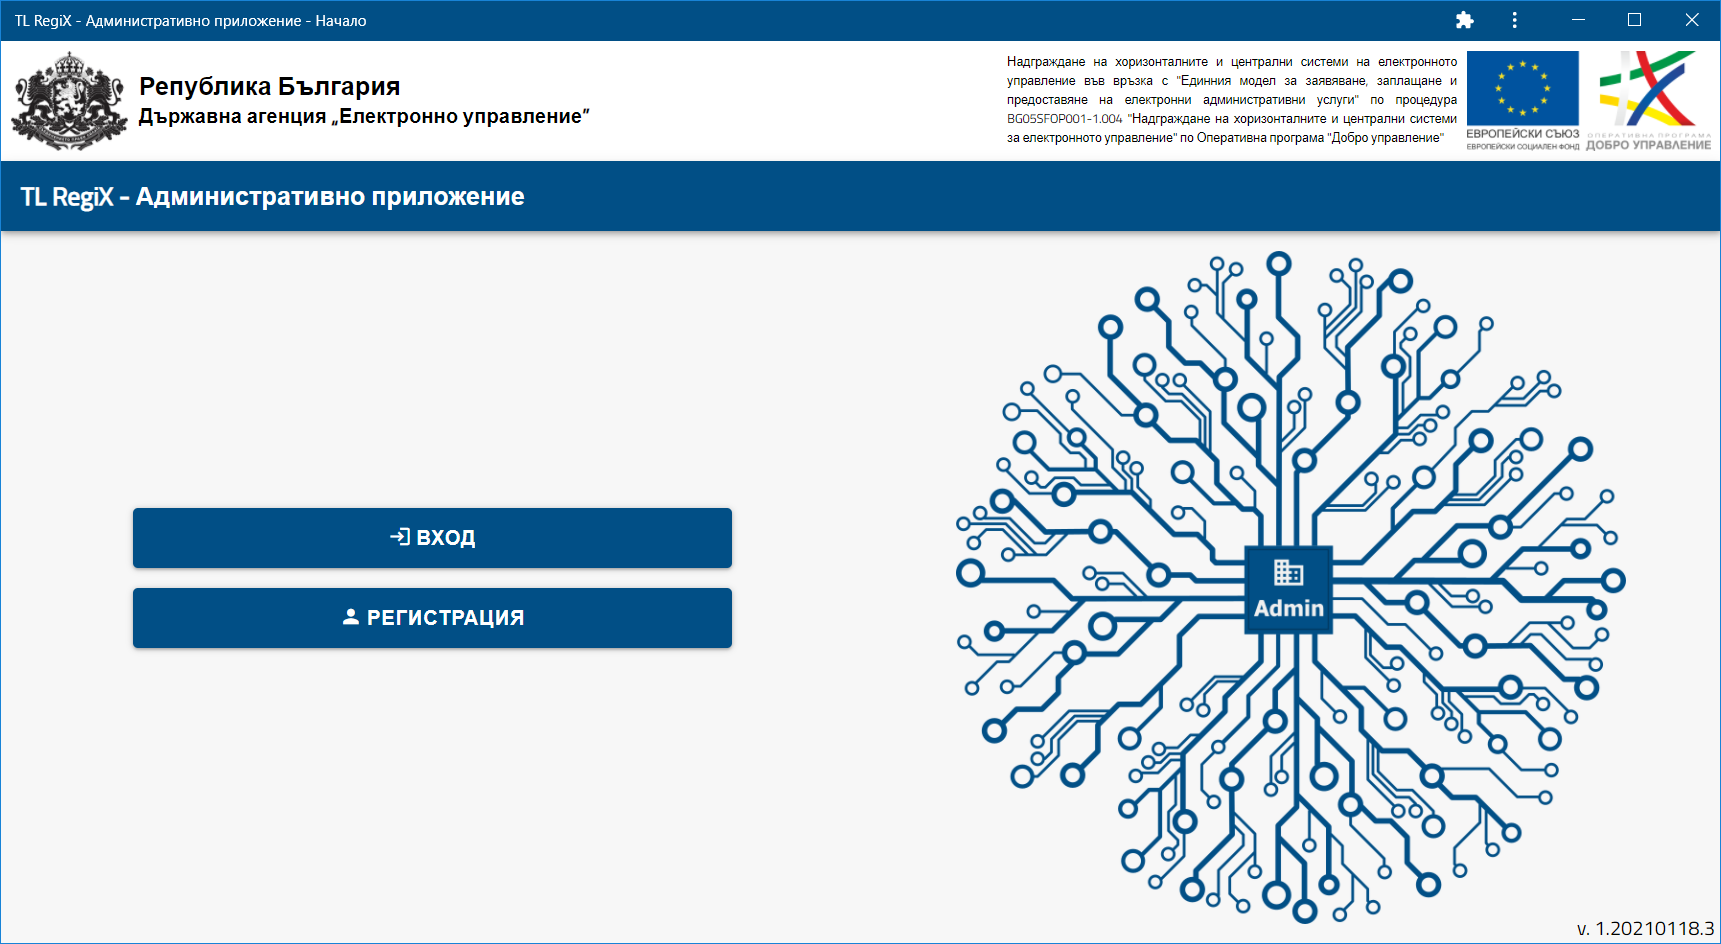 TL RegiX - Административно приложение - Начало
Република България
Държавна агенция „Електронно управление”
Надграждане на хоризонталните и централни системи на електронното
управление във връзка с "Единния модел за заявяване, заплащане и
предоставяне на електронни административни услуги" по процедура
BG05SFOP001-1.004 "Надграждане на хоризонталните и централни системи
за електронното управление" по Оперативна програма "Добро управление"
ЕВРОПЕЙСКИ СЪЮЗ
ЕВРОПЕЙСКИ СОЦИАЛЕН ФОНД
ОПЕРАТИВНА ПРОГРАМА
ДОБРО УПРАВЛЕНИЕ
TL RegiX - Административно приложение
ВХОД
РЕГИСТРАЦИЯ
Admin
v. 1.20210118.3